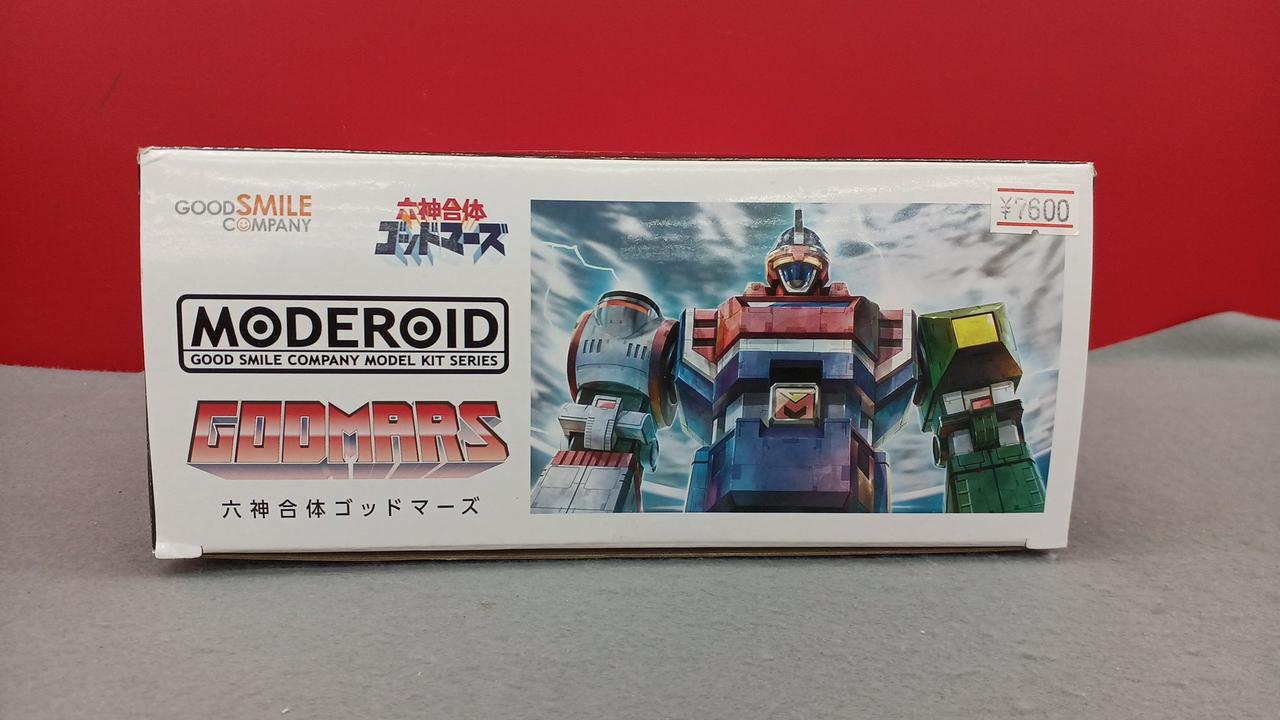 GOOD SMILE
COMPANY
六神合体
ゴッドマーズ
¥7600
MODEROID
GOOD SMILE COMPANY MODEL KIT SERIES
GODMARS
六神合体ゴッドマーズ
M